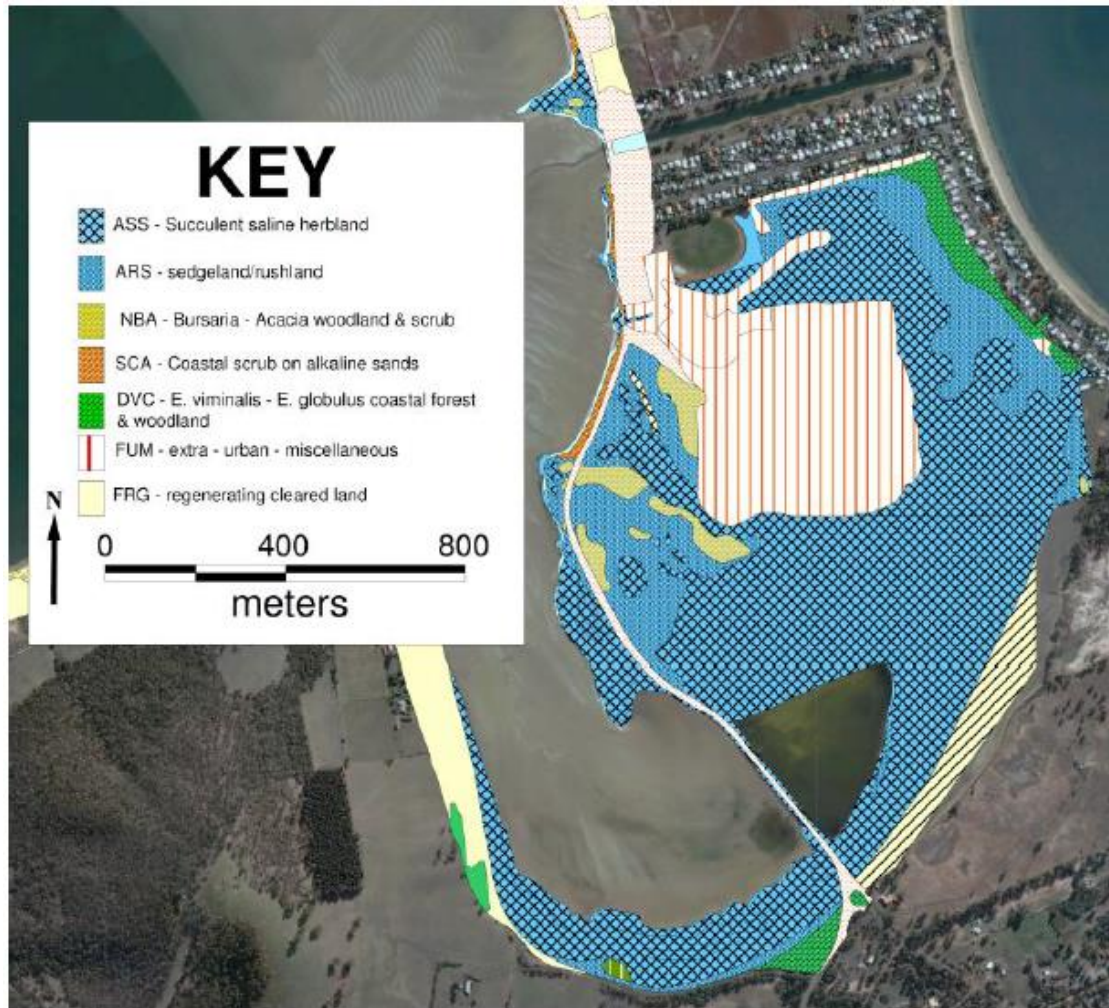 KEY
ASS - Succulent saline herbland
ARS - sedgeland/rushland
NBA - Bursaria - Acacia woodland & scrub
SCA - Coastal scrub on alkaline sands
DVC - E. viminalis - E. globulus coastal forest
& woodland
FUM - extra - urban - miscellaneous
FRG - regenerating cleared land
N
0 400 800
meters